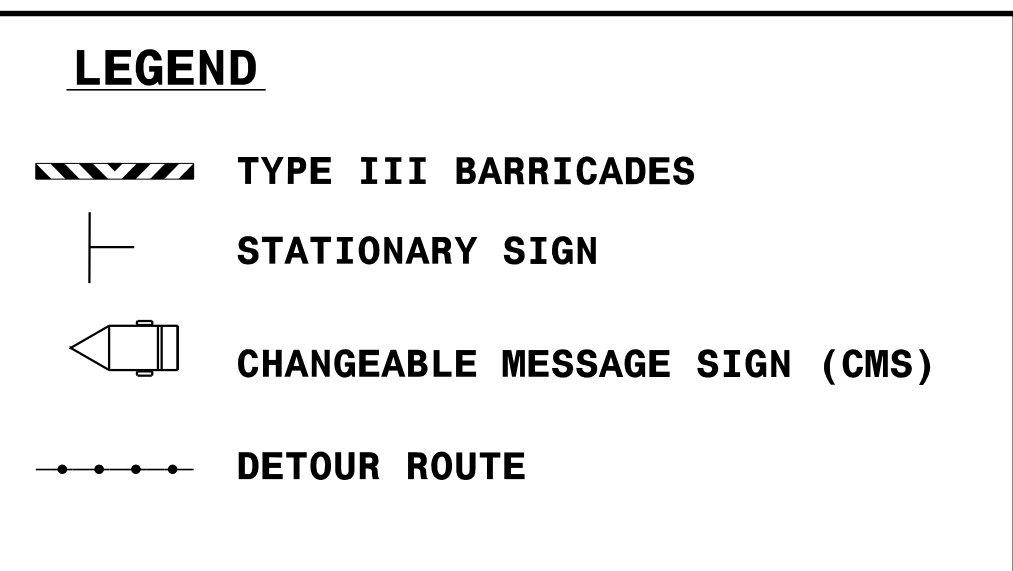 LEGEND
TYPE III BARRICADES
STATIONARY SIGN
CHANGEABLE MESSAGE SIGN (CMS)
DETOUR ROUTE